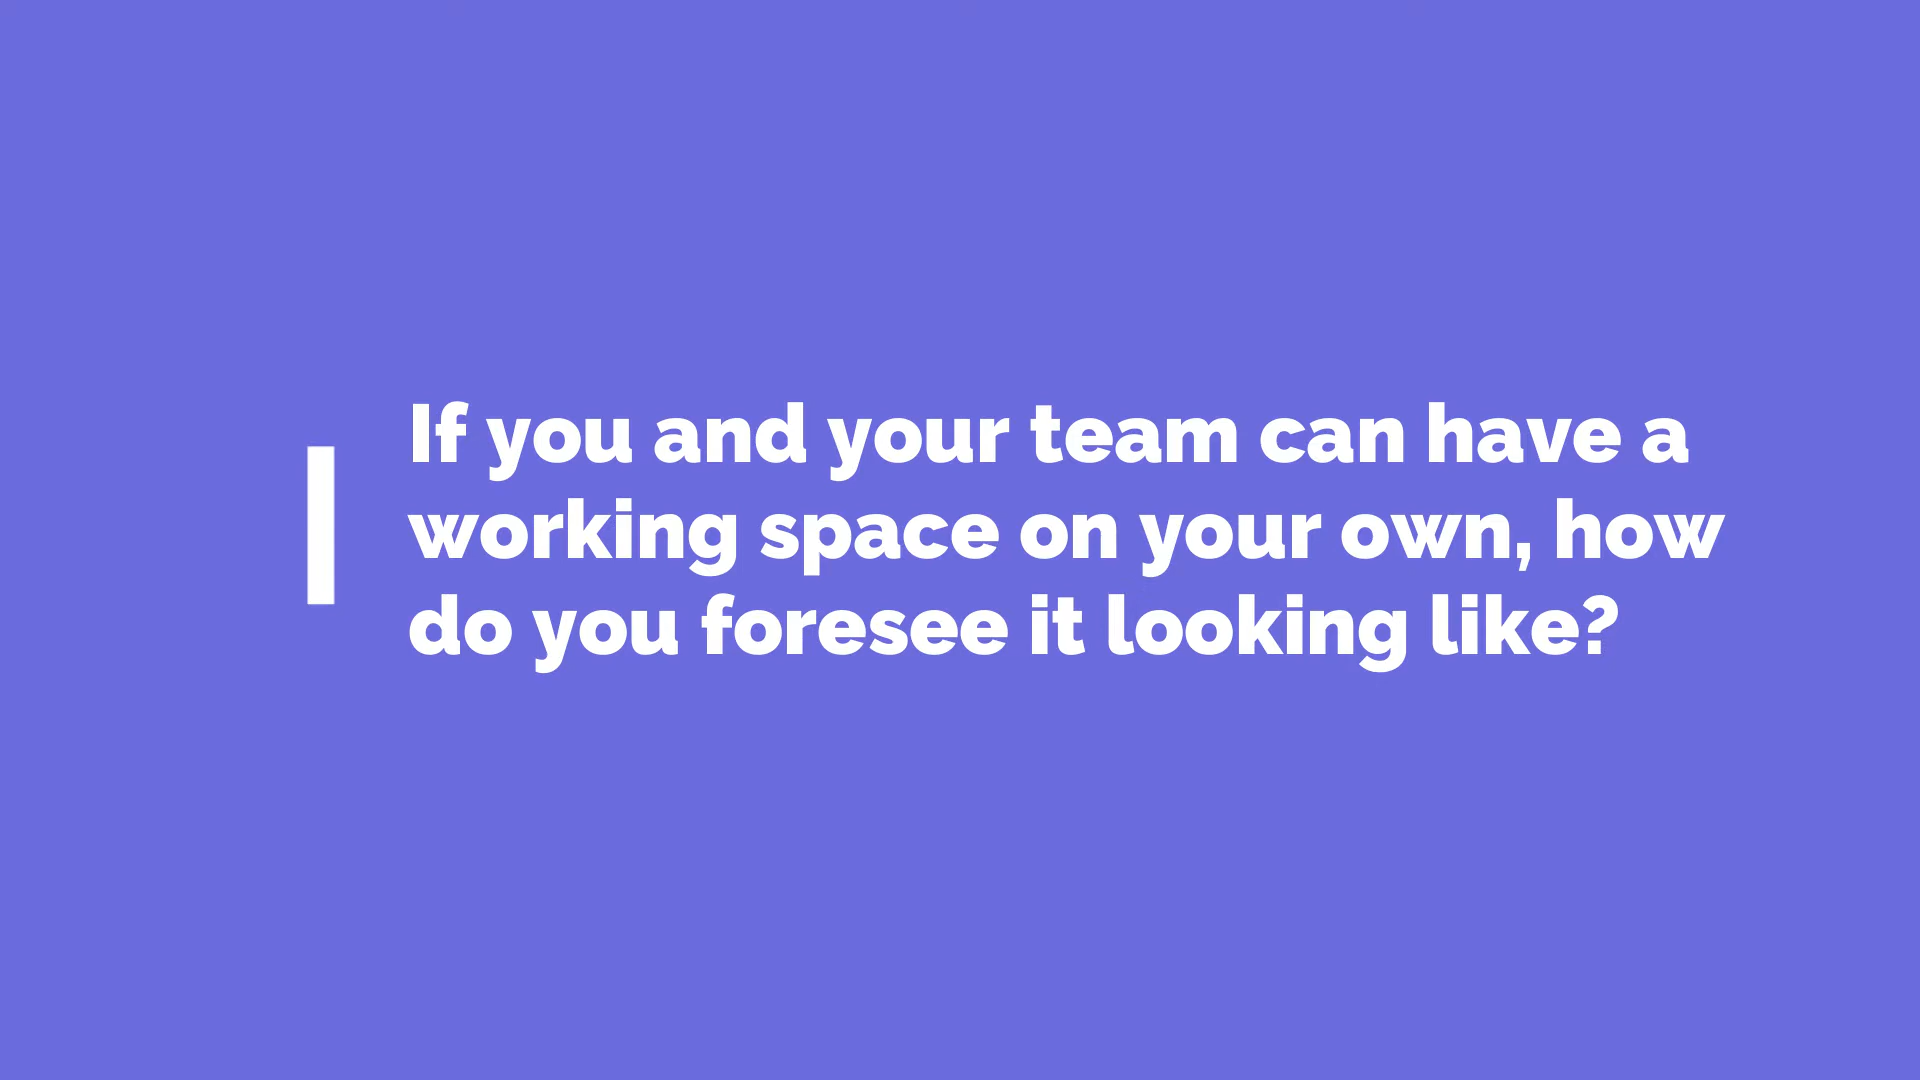 If you and your team can have a
working space on your own, how
do you foresee it looking like?